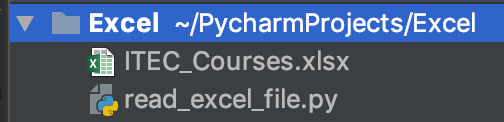 Excel ~/PycharmProjects/Excel
ITEC_Courses.xlsx
read_excel_file.py